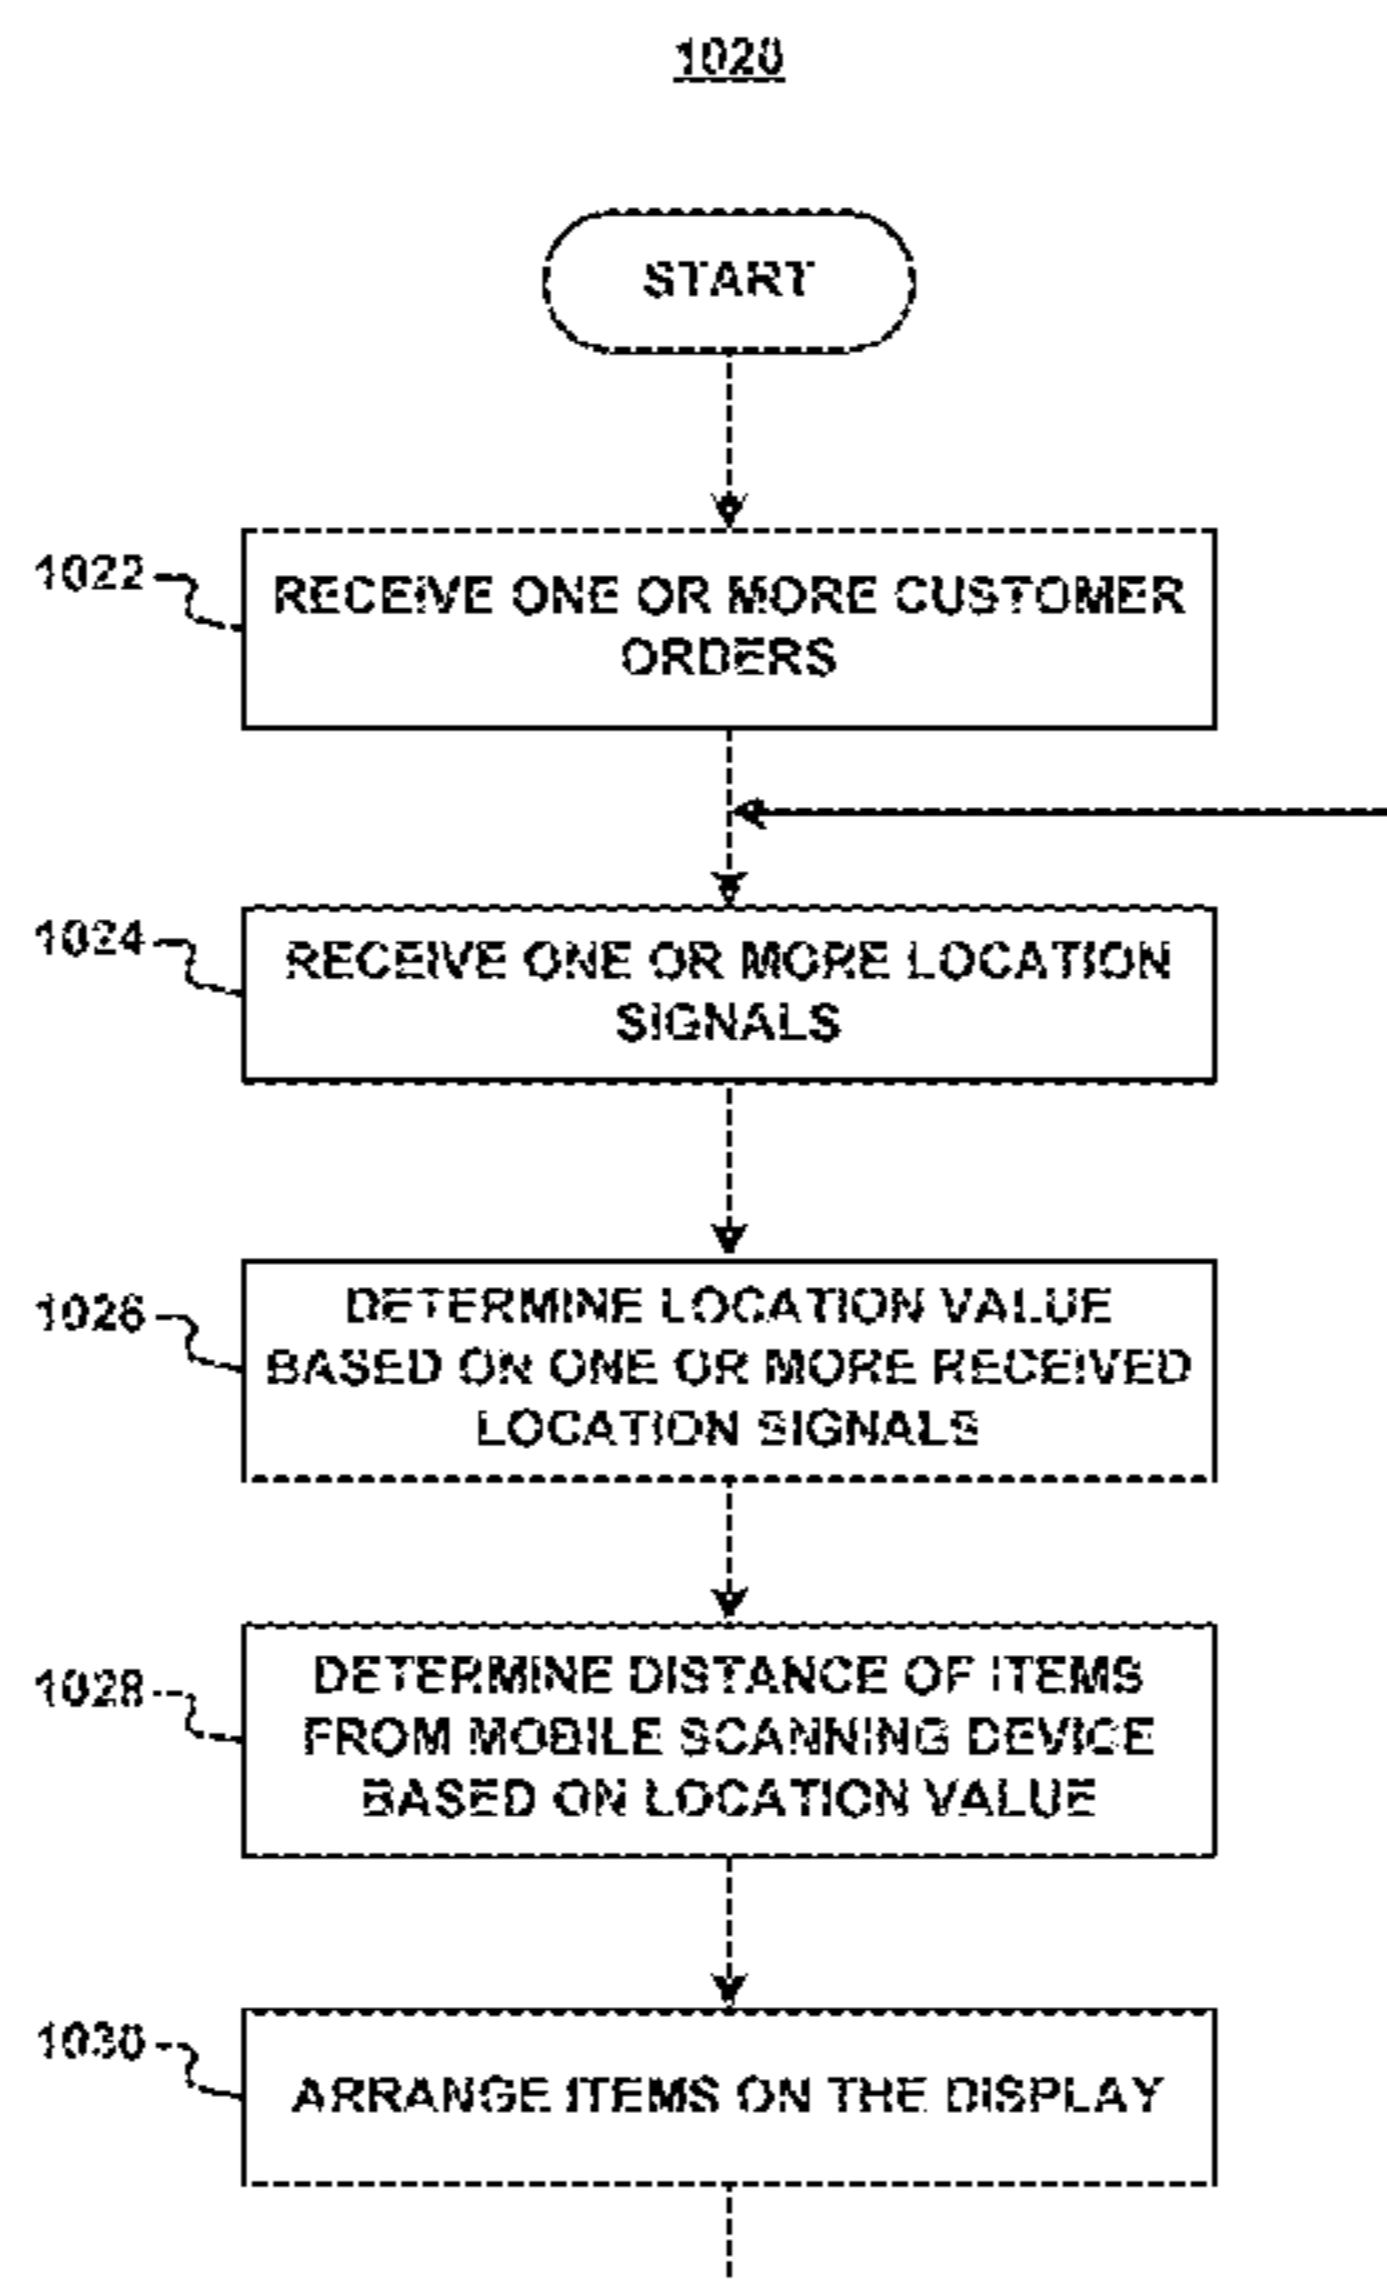 1020
START
1022
RECEIVE ONE OR MORE CUSTOMER
ORDERS
1024
RECEIVE ONE OR MORE LOCATION
SIGNALS
1026
DETERMINE LOCATION VALUE
BASED ON ONE OR MORE RECEIVED
LOCATION SIGNALS
1028
DETERMINE DISTANCE OF ITEMS
FROM MOBILE SCANNING DEVICE
BASED ON LOCATION VALUE
1030
ARRANGE ITEMS ON THE DISPLAY